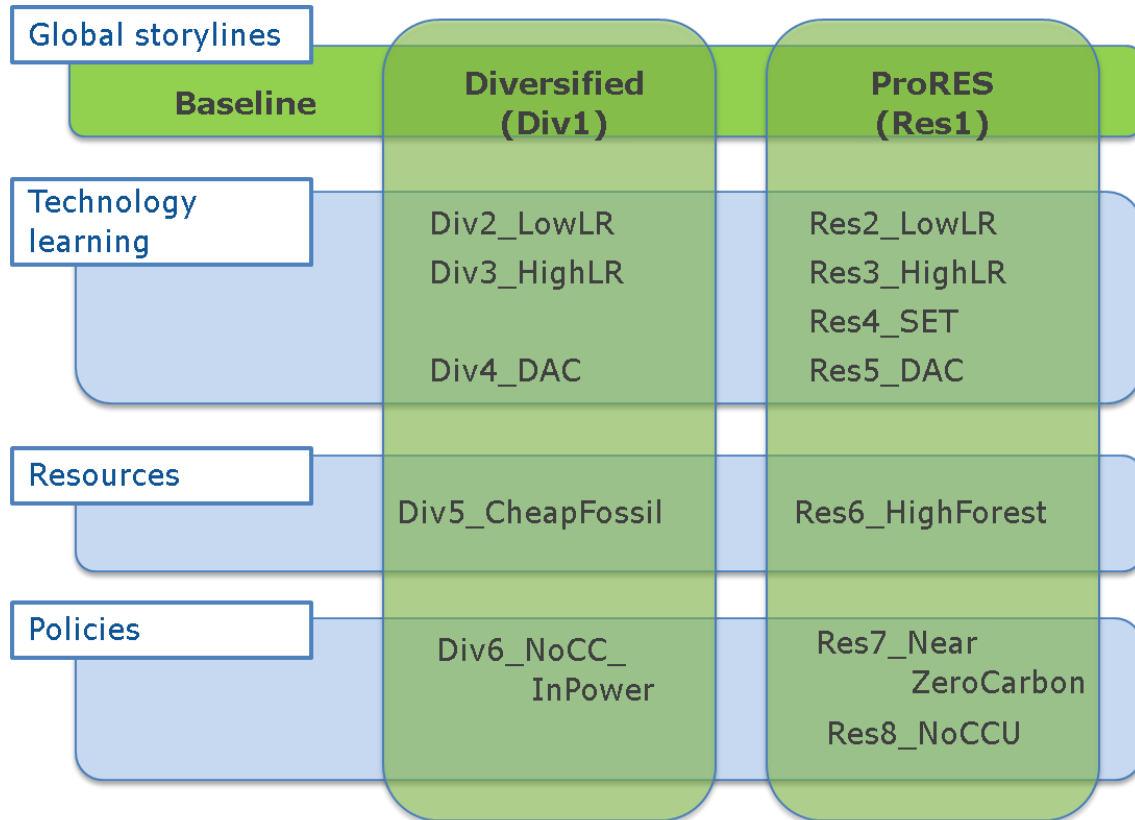 Global storylines
Baseline
Diversified
(Div1)
ProRES
(Res1)
Technology
learning
Div2_LowLR
Res2_LowLR
Div3_HighLR
Res3_HighLR
Res4_SET
Div4_DAC
Res5_DAC
Resources
Div5_CheapFossil
Res6_HighForest
Policies
Div6_NoCC_
InPower
Res7_Near
ZeroCarbon
Res8_NoCCU